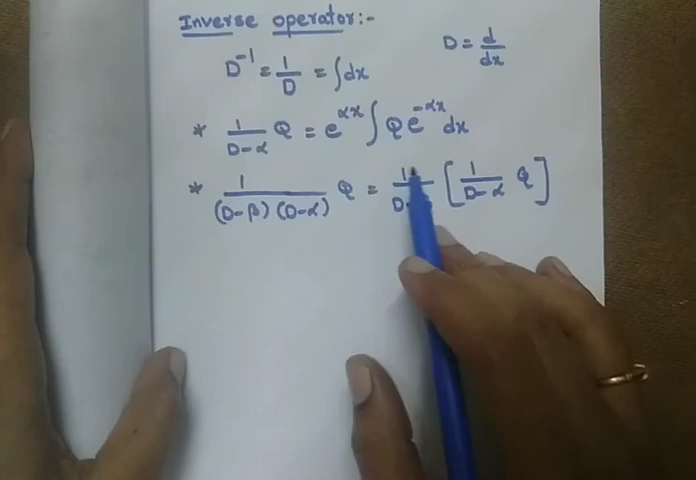 Inverse operator:-
D⁻¹ = 1/D = ∫dx D = d/dx
* 1/(D-α) Q = e^(αx) ∫ Q e^(-αx) dx
* 1/((D-β)(D-α)) Q = 1/D- [1/(D-α) Q]